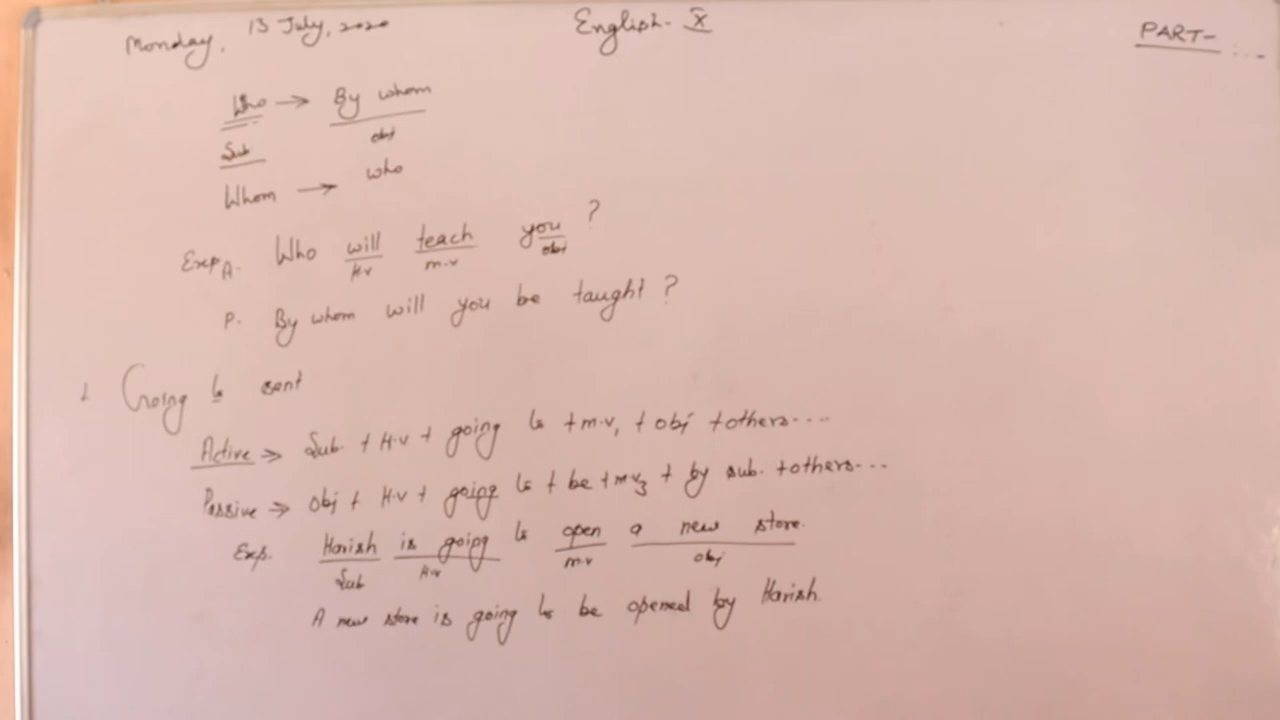 Monday, 13 July, 2020 English - X PART-
Who → By whom
Sub obj
Whom → who
Exp A. Who will teach you ?
H.v m.v obj
P. By whom will you be taught ?
Going to sent
Active ⇒ Sub. + H.v + going to + m.v1 + obj + others....
Passive ⇒ obj + H.v + going to + be + mv3 + by sub. + others...
Exp. Harish is going to open a new store.
Sub H.v m.v obj
A new store is going to be opened by Harish.